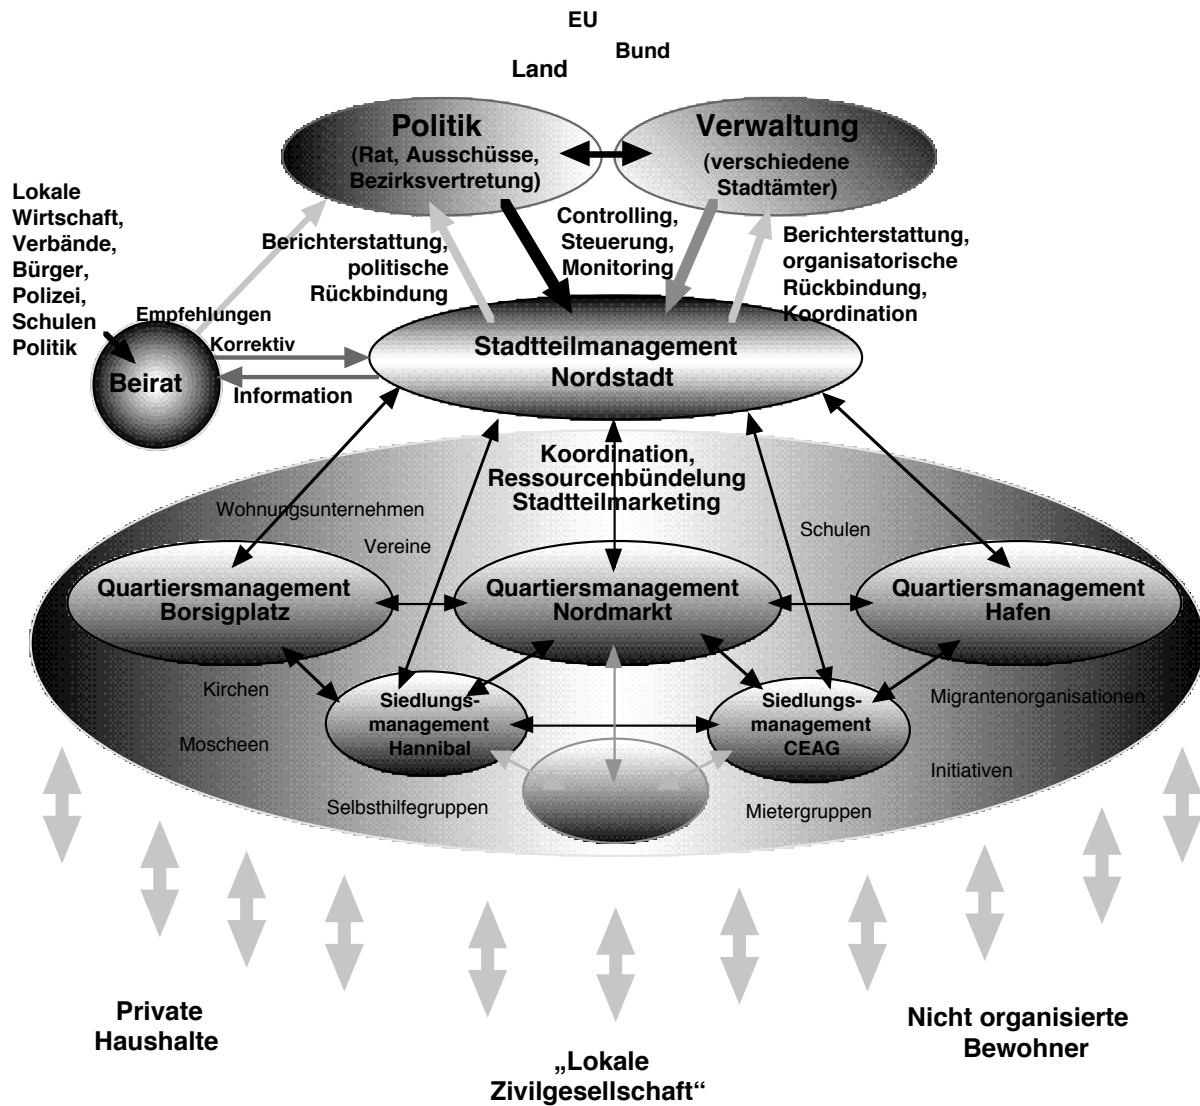 EU
Bund
Land
Politik
(Rat, Ausschüsse,
Bezirksvertretung)
Verwaltung
(verschiedene
Stadtämter)
Lokale
Wirtschaft,
Verbände,
Bürger,
Polizei,
Schulen
Politik
Berichterstattung,
politische
Rückbindung
Controlling,
Steuerung,
Monitoring
Berichterstattung,
organisatorische
Rückbindung,
Koordination
Empfehlungen
Korrektiv
Beirat
Information
Stadtteilmanagement
Nordstadt
Koordination,
Ressourcenbündelung
Stadtteilmarketing
Wohnungsunternehmen
Vereine
Schulen
Quartiersmanagement
Borsigplatz
Quartiersmanagement
Nordmarkt
Quartiersmanagement
Hafen
Kirchen
Moscheen
Siedlungs-
management
Hannibal
Siedlungs-
management
CEAG
Migrantenorganisationen
Initiativen
Selbsthilfegruppen
Mietergruppen
Private
Haushalte
„Lokale
Zivilgesellschaft“
Nicht organisierte
Bewohner